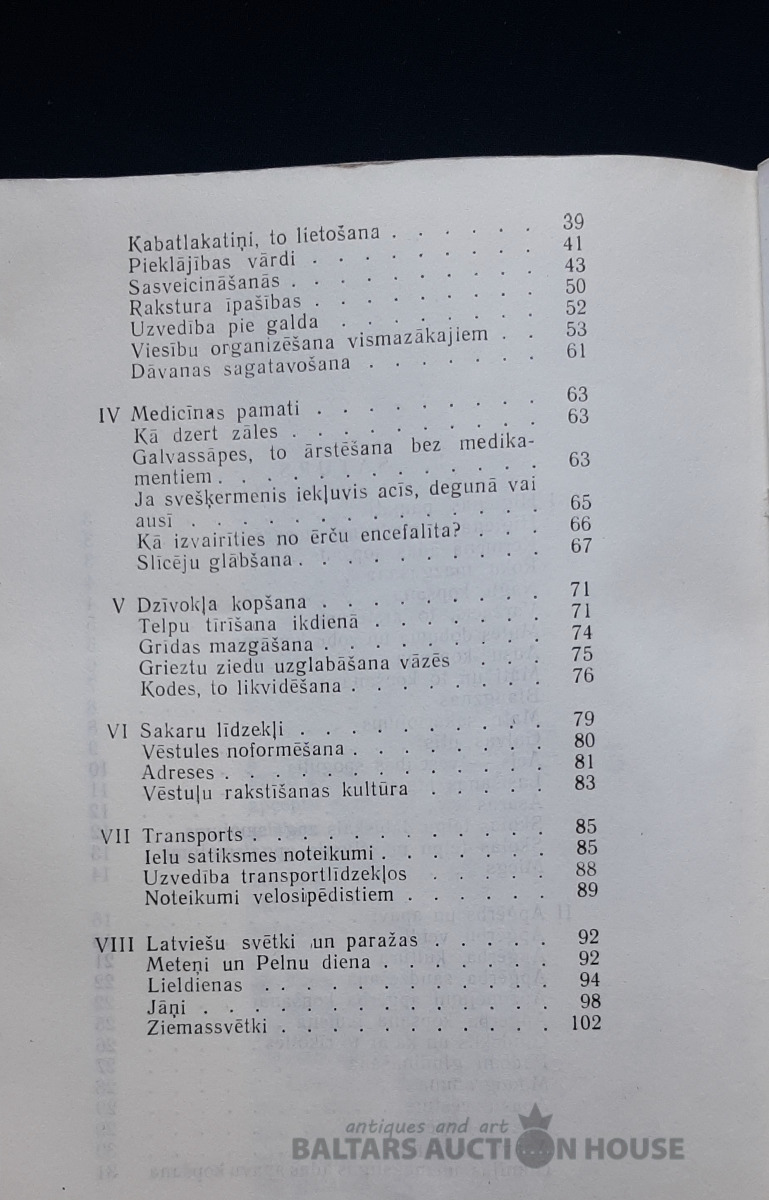 Kabatlakatiņi, to lietošana . . . . . . 39
Pieklājības vārdi . . . . . . . . . 41
Sasveicināšanās . . . . . . . . . . 43
Rakstura īpašības . . . . . . . . . 50
Uzvedība pie galda . . . . . . . . 52
Viesību organizēšana vismazākajiem . . 53
Dāvanas sagatavošana . . . . . . . 61
IV Medicīnas pamati . . . . . . . . . 63
Kā dzert zāles . . . . . . . . . . 63
Galvassāpes, to ārstēšana bez medika-
mentiem . . . . . . . . . . . . 63
Ja svešķermenis iekļuvis acīs, degunā vai
ausī . . . . . . . . . . . . . 65
Kā izvairīties no ērču encefalīta? . . . 66
Slīcēju glābšana . . . . . . . . . . 67
V Dzīvokļa kopšana . . . . . . . . . 71
Telpu tīrīšana ikdienā . . . . . . . 71
Grīdas mazgāšana . . . . . . . . . 74
Grieztu ziedu uzglabāšana vāzēs . . . 75
Kodes, to likvidēšana . . . . . . . . 76
VI Sakaru līdzekļi . . . . . . . . . . 79
Vēstules noformēšana . . . . . . . . 80
Adreses . . . . . . . . . . . . . 81
Vēstuļu rakstīšanas kultūra . . . . . 83
VII Transports . . . . . . . . . . . . 85
Ielu satiksmes noteikumi . . . . . . . 85
Uzvedība transportlīdzekļos . . . . . 88
Noteikumi velosipēdistiem . . . . . . 89
VIII Latviešu svētki un paražas . . . . . 92
Meteņi un Pelnu diena . . . . . . . 92
Lieldienas . . . . . . . . . . . . 94
Jāņi . . . . . . . . . . . . . . 98
Ziemassvētki . . . . . . . . . . . 102
antiques and art
BALTARS AUCTION HOUSE